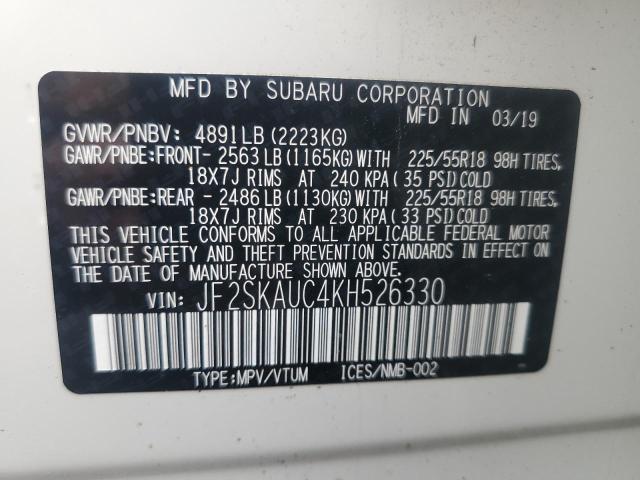 MFD BY SUBARU CORPORATION
MFD IN 03/19
GVWR/PNBV: 4891LB (2223KG)
GAWR/PNBE:FRONT- 2563LB (1165KG) WITH 225/55R18 98H TIRES,
18X7J RIMS AT 240 KPA (35 PSI) COLD
GAWR/PNBE:REAR - 2486LB (1130KG) WITH 225/55R18 98H TIRES,
18X7J RIMS AT 230 KPA (33 PSI) COLD
THIS VEHICLE CONFORMS TO ALL APPLICABLE FEDERAL MOTOR
VEHICLE SAFETY AND THEFT PREVENTION STANDARDS IN EFFECT ON
THE DATE OF MANUFACTURE SHOWN ABOVE.
VIN: JF2SKAUC4KH526330
TYPE:MPV/VTUM ICES/NMB-002